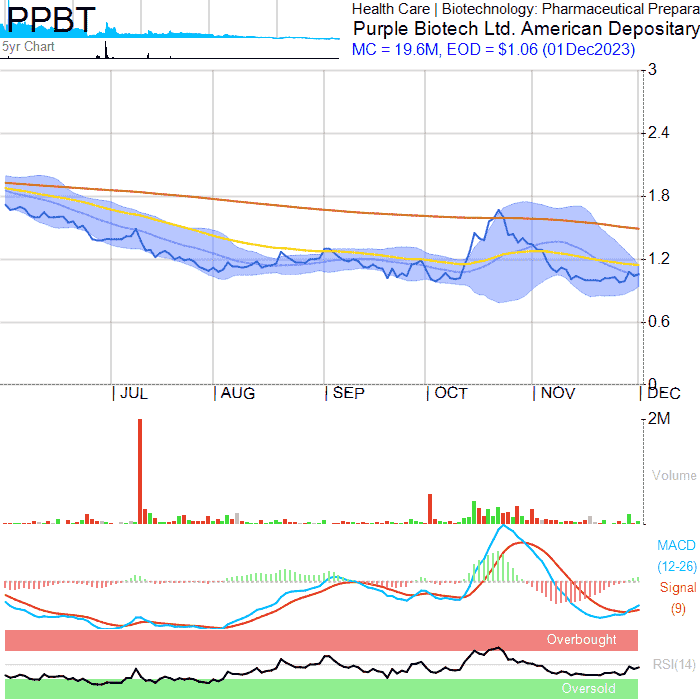 PPBT
5yr Chart
Health Care | Biotechnology: Pharmaceutical Prepara
Purple Biotech Ltd. American Depositary
MC = 19.6M, EOD = $1.06 (01Dec2023)
3
2.4
1.8
1.2
0.6
0
JUL AUG SEP OCT NOV DEC
2M
Volume
MACD
(12-26)
Signal
(9)
Overbought
RSI(14)
Oversold